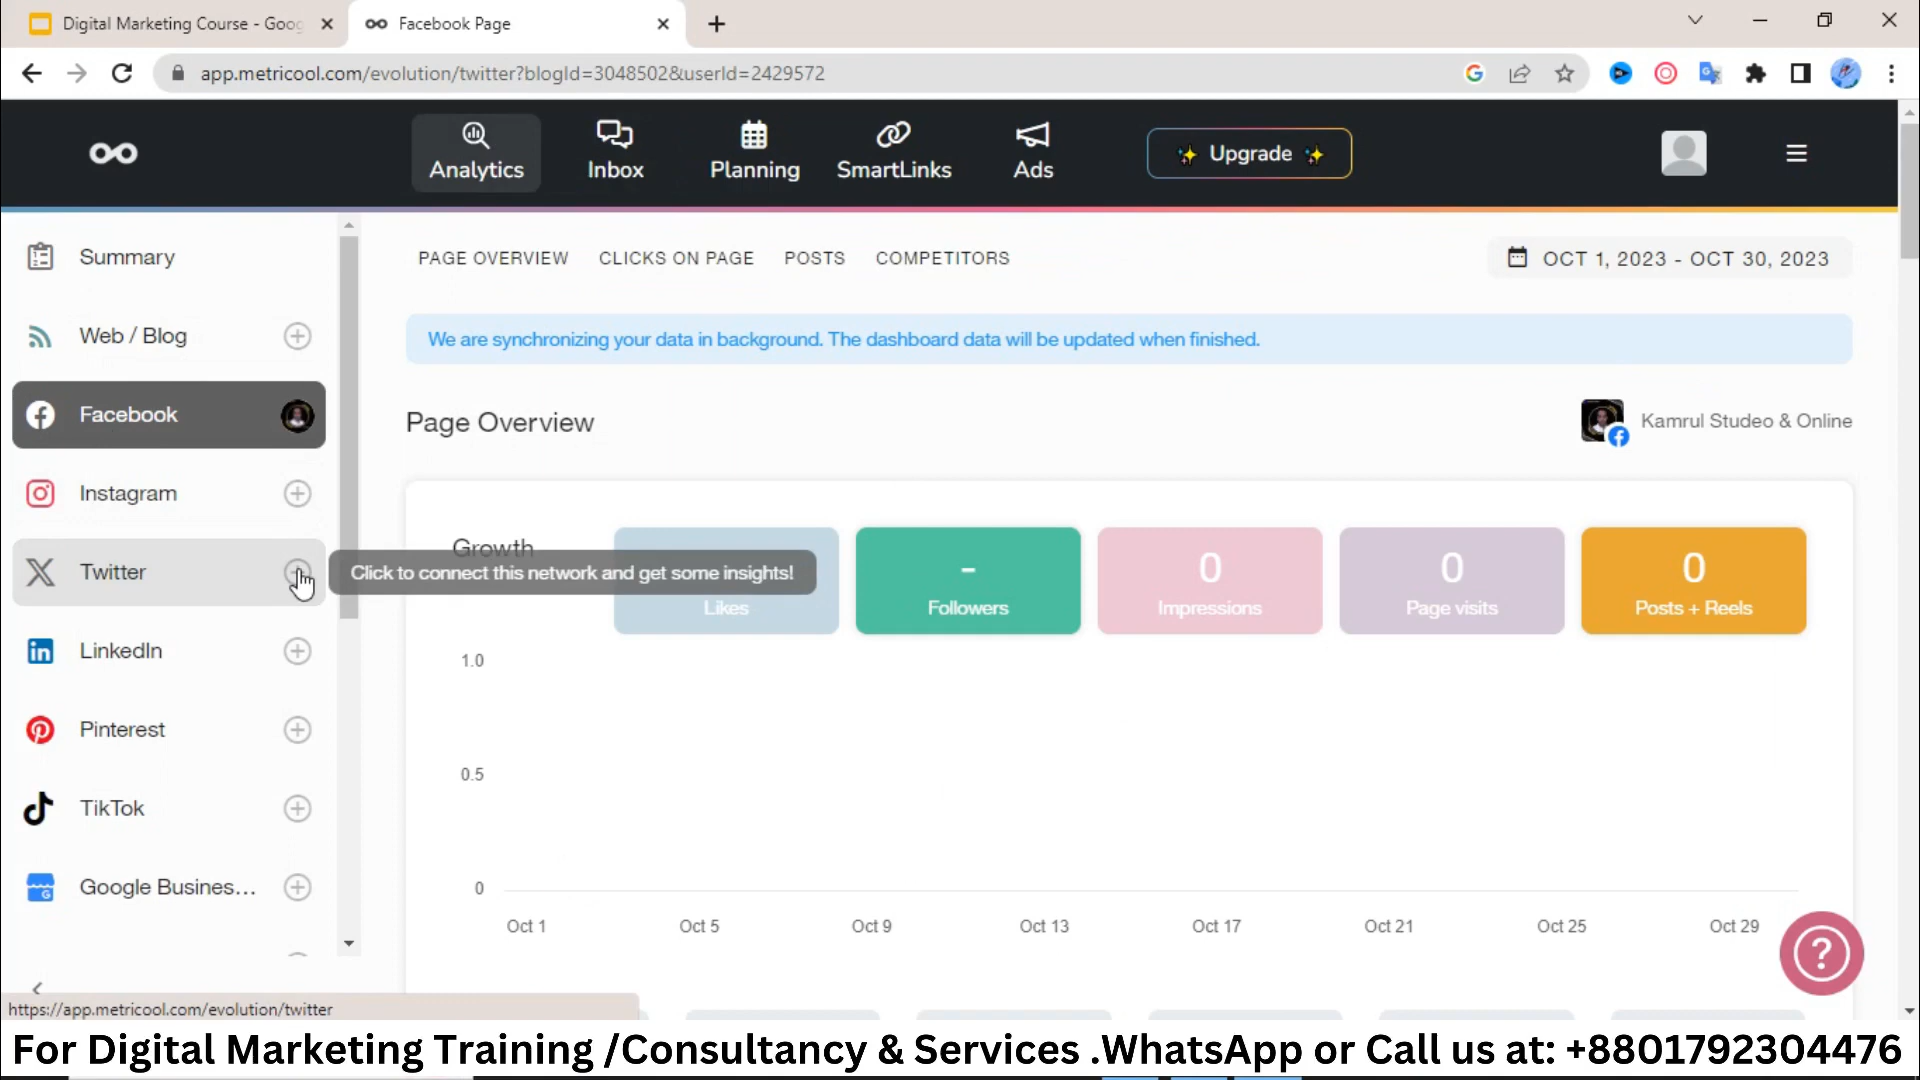 Digital Marketing Course - Goog
Facebook Page
app.metricool.com/evolution/twitter?blogId=3048502&userId=2429572
Analytics
Inbox
Planning
SmartLinks
Ads
Upgrade
Summary
Web / Blog
Facebook
Instagram
Twitter
LinkedIn
Pinterest
TikTok
Google Busines...
PAGE OVERVIEW
CLICKS ON PAGE
POSTS
COMPETITORS
OCT 1, 2023 - OCT 30, 2023
We are synchronizing your data in background. The dashboard data will be updated when finished.
Page Overview
Kamrul Studeo & Online
Growth
Click to connect this network and get some insights!
Likes
-
Followers
0
Impressions
0
Page visits
0
Posts + Reels
1.0
0.5
0
Oct 1
Oct 5
Oct 9
Oct 13
Oct 17
Oct 21
Oct 25
Oct 29
?
https://app.metricool.com/evolution/twitter
For Digital Marketing Training /Consultancy & Services .WhatsApp or Call us at: +8801792304476